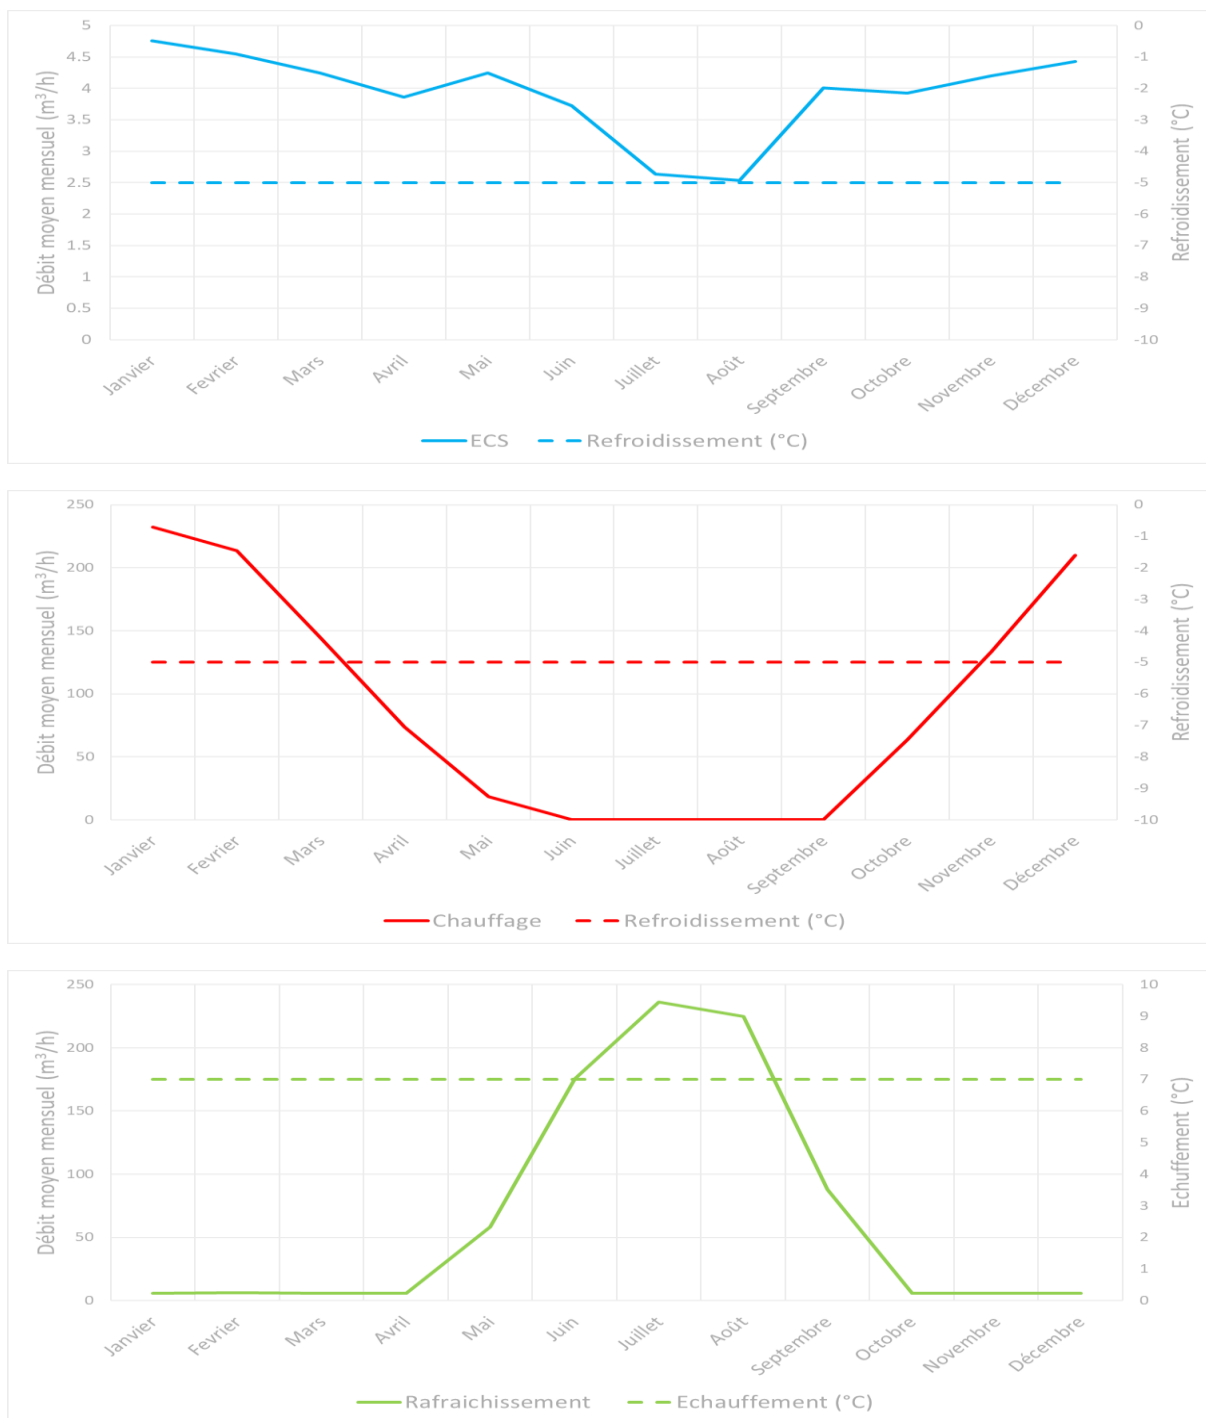 Débit moyen mensuel (m³/h)
5
4.5
4
3.5
3
2.5
2
1.5
1
0.5
0
0
-1
-2
-3
-4
-5
-6
-7
-8
-9
-10
Refroidissement (°C)
Janvier
Fevrier
Mars
Avril
Mai
Juin
Juillet
Août
Septembre
Octobre
Novembre
Décembre
ECS
Refroidissement (°C)
Débit moyen mensuel (m³/h)
250
200
150
100
50
0
0
-1
-2
-3
-4
-5
-6
-7
-8
-9
-10
Refroidissement (°C)
Janvier
Fevrier
Mars
Avril
Mai
Juin
Juillet
Août
Septembre
Octobre
Novembre
Décembre
Chauffage
Refroidissement (°C)
Débit moyen mensuel (m³/h)
250
200
150
100
50
0
10
9
8
7
6
5
4
3
2
1
0
Echuffement (°C)
Janvier
Fevrier
Mars
Avril
Mai
Juin
Juillet
Août
Septembre
Octobre
Novembre
Décembre
Rafraichissement
Echauffement (°C)